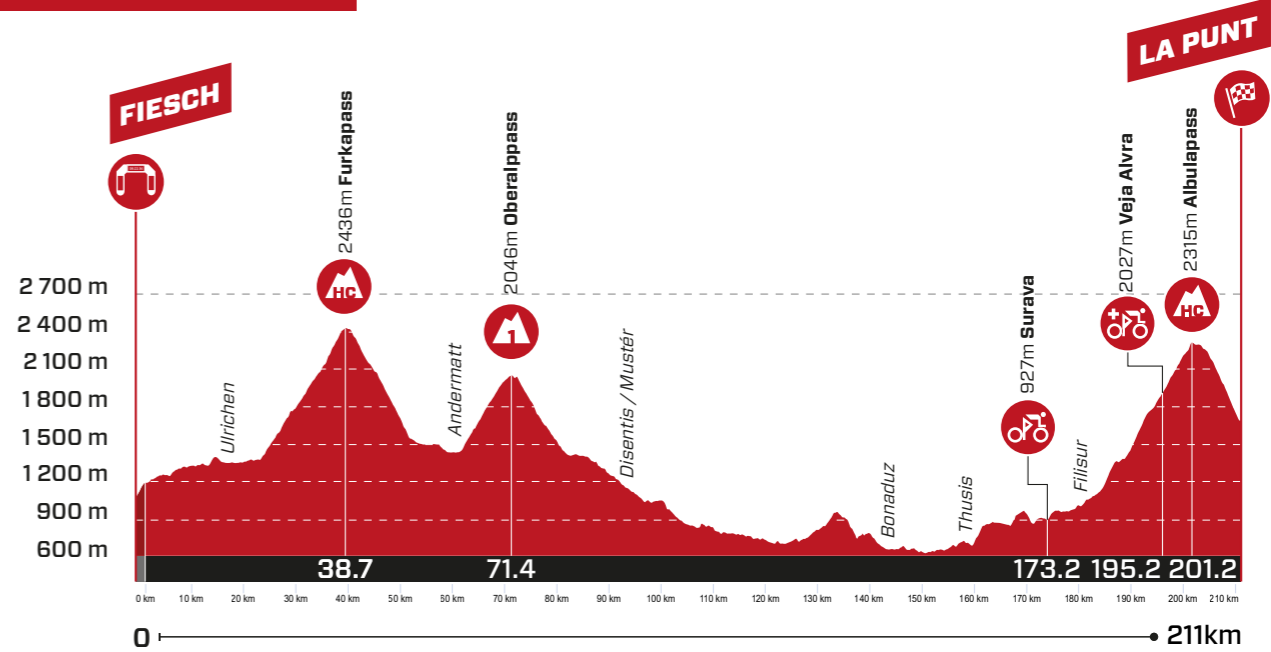 FIESCH
LA PUNT
2436m Furkapass
HC
2046m Oberalppass
1
927m Surava
2027m Veja Alvra
2315m Albulapass
HC
2 700 m
2 400 m
2 100 m
1 800 m
1 500 m
1 200 m
900 m
600 m
Ulrichen
Andermatt
Disentis / Mustér
Bonaduz
Thusis
Filisur
38.7 71.4 173.2 195.2 201.2
0 km 10 km 20 km 30 km 40 km 50 km 50 km 70 km 80 km 90 km 100 km 110 km 120 km 130 km 140 km 150 km 160 km 170 km 180 km 190 km 200 km 210 km
0 211km